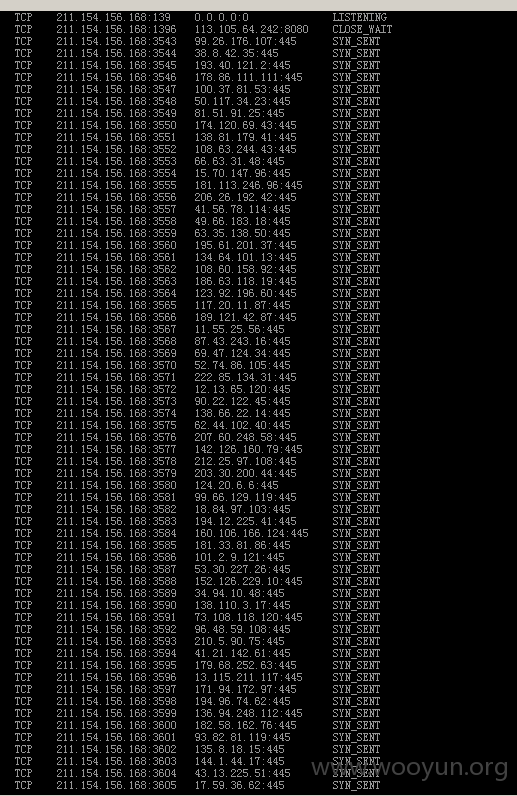 TCP 211.154.156.168:139 0.0.0.0:0 LISTENING
TCP 211.154.156.168:1396 113.105.64.242:8080 CLOSE_WAIT
TCP 211.154.156.168:3543 99.26.176.107:445 SYN_SENT
TCP 211.154.156.168:3544 38.8.42.35:445 SYN_SENT
TCP 211.154.156.168:3545 193.40.121.2:445 SYN_SENT
TCP 211.154.156.168:3546 178.86.111.111:445 SYN_SENT
TCP 211.154.156.168:3547 100.37.81.53:445 SYN_SENT
TCP 211.154.156.168:3548 50.117.34.23:445 SYN_SENT
TCP 211.154.156.168:3549 81.51.91.25:445 SYN_SENT
TCP 211.154.156.168:3550 174.120.69.43:445 SYN_SENT
TCP 211.154.156.168:3551 138.81.179.41:445 SYN_SENT
TCP 211.154.156.168:3552 108.63.244.43:445 SYN_SENT
TCP 211.154.156.168:3553 66.63.31.48:445 SYN_SENT
TCP 211.154.156.168:3554 15.70.147.96:445 SYN_SENT
TCP 211.154.156.168:3555 181.113.246.96:445 SYN_SENT
TCP 211.154.156.168:3556 206.26.192.42:445 SYN_SENT
TCP 211.154.156.168:3557 41.56.78.114:445 SYN_SENT
TCP 211.154.156.168:3558 49.66.183.18:445 SYN_SENT
TCP 211.154.156.168:3559 63.35.138.50:445 SYN_SENT
TCP 211.154.156.168:3560 195.61.201.37:445 SYN_SENT
TCP 211.154.156.168:3561 134.64.101.13:445 SYN_SENT
TCP 211.154.156.168:3562 108.60.158.92:445 SYN_SENT
TCP 211.154.156.168:3563 186.63.118.19:445 SYN_SENT
TCP 211.154.156.168:3564 123.92.196.60:445 SYN_SENT
TCP 211.154.156.168:3565 117.20.11.87:445 SYN_SENT
TCP 211.154.156.168:3566 189.121.42.87:445 SYN_SENT
TCP 211.154.156.168:3567 11.55.25.56:445 SYN_SENT
TCP 211.154.156.168:3568 87.43.243.16:445 SYN_SENT
TCP 211.154.156.168:3569 69.47.124.34:445 SYN_SENT
TCP 211.154.156.168:3570 52.74.86.105:445 SYN_SENT
TCP 211.154.156.168:3571 222.85.134.31:445 SYN_SENT
TCP 211.154.156.168:3572 12.13.65.120:445 SYN_SENT
TCP 211.154.156.168:3573 90.22.122.45:445 SYN_SENT
TCP 211.154.156.168:3574 138.66.22.14:445 SYN_SENT
TCP 211.154.156.168:3575 62.44.102.40:445 SYN_SENT
TCP 211.154.156.168:3576 207.60.248.58:445 SYN_SENT
TCP 211.154.156.168:3577 142.126.160.79:445 SYN_SENT
TCP 211.154.156.168:3578 212.25.97.108:445 SYN_SENT
TCP 211.154.156.168:3579 203.30.200.44:445 SYN_SENT
TCP 211.154.156.168:3580 124.20.6.6:445 SYN_SENT
TCP 211.154.156.168:3581 99.66.129.119:445 SYN_SENT
TCP 211.154.156.168:3582 18.84.97.103:445 SYN_SENT
TCP 211.154.156.168:3583 194.12.225.41:445 SYN_SENT
TCP 211.154.156.168:3584 160.106.166.124:445 SYN_SENT
TCP 211.154.156.168:3585 181.33.81.86:445 SYN_SENT
TCP 211.154.156.168:3586 101.2.9.121:445 SYN_SENT
TCP 211.154.156.168:3587 53.30.227.26:445 SYN_SENT
TCP 211.154.156.168:3588 152.126.229.10:445 SYN_SENT
TCP 211.154.156.168:3589 34.94.10.48:445 SYN_SENT
TCP 211.154.156.168:3590 138.110.3.17:445 SYN_SENT
TCP 211.154.156.168:3591 73.108.118.120:445 SYN_SENT
TCP 211.154.156.168:3592 96.48.59.108:445 SYN_SENT
TCP 211.154.156.168:3593 210.5.90.75:445 SYN_SENT
TCP 211.154.156.168:3594 41.21.142.61:445 SYN_SENT
TCP 211.154.156.168:3595 179.68.252.63:445 SYN_SENT
TCP 211.154.156.168:3596 13.115.211.117:445 SYN_SENT
TCP 211.154.156.168:3597 171.94.172.97:445 SYN_SENT
TCP 211.154.156.168:3598 194.96.74.62:445 SYN_SENT
TCP 211.154.156.168:3599 136.94.248.112:445 SYN_SENT
TCP 211.154.156.168:3600 182.58.162.76:445 SYN_SENT
TCP 211.154.156.168:3601 93.82.81.119:445 SYN_SENT
TCP 211.154.156.168:3602 135.8.18.15:445 SYN_SENT
TCP 211.154.156.168:3603 144.1.44.17:445 SYN_SENT
TCP 211.154.156.168:3604 43.13.225.51:445 SYN_SENT
TCP 211.154.156.168:3605 17.59.36.62:445 SYN_SENT
www.wooyun.org